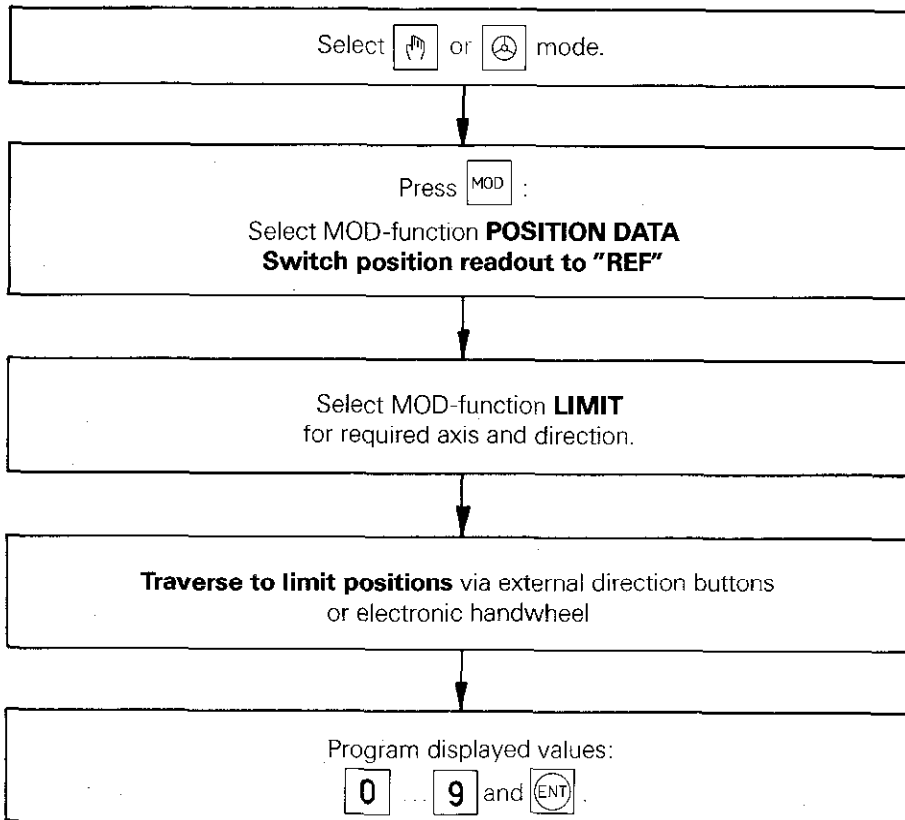 Select or mode.
Press MOD :
Select MOD-function POSITION DATA
Switch position readout to "REF"
Select MOD-function LIMIT
for required axis and direction.
Traverse to limit positions via external direction buttons
or electronic handwheel
Program displayed values:
0 ... 9 and ENT .